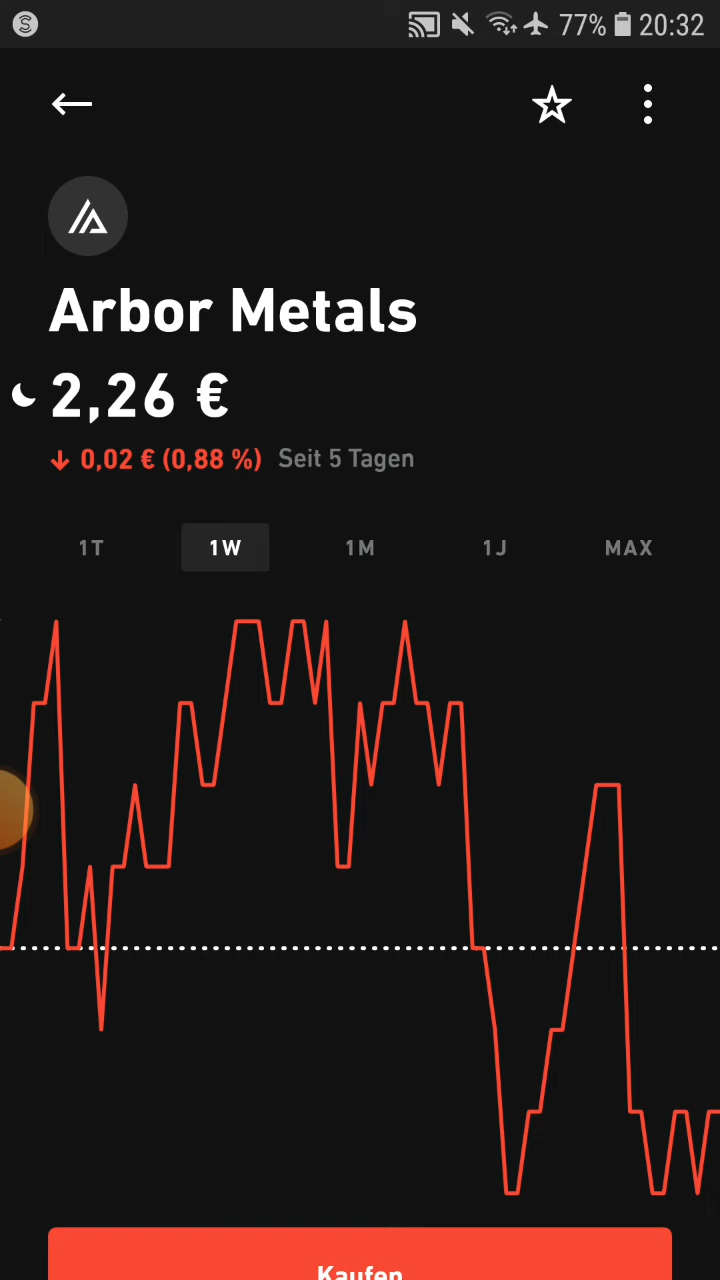 77% 20:32
Arbor Metals
2,26 €
0,02 € (0,88 %) Seit 5 Tagen
1T 1W 1M 1J MAX
Kaufen